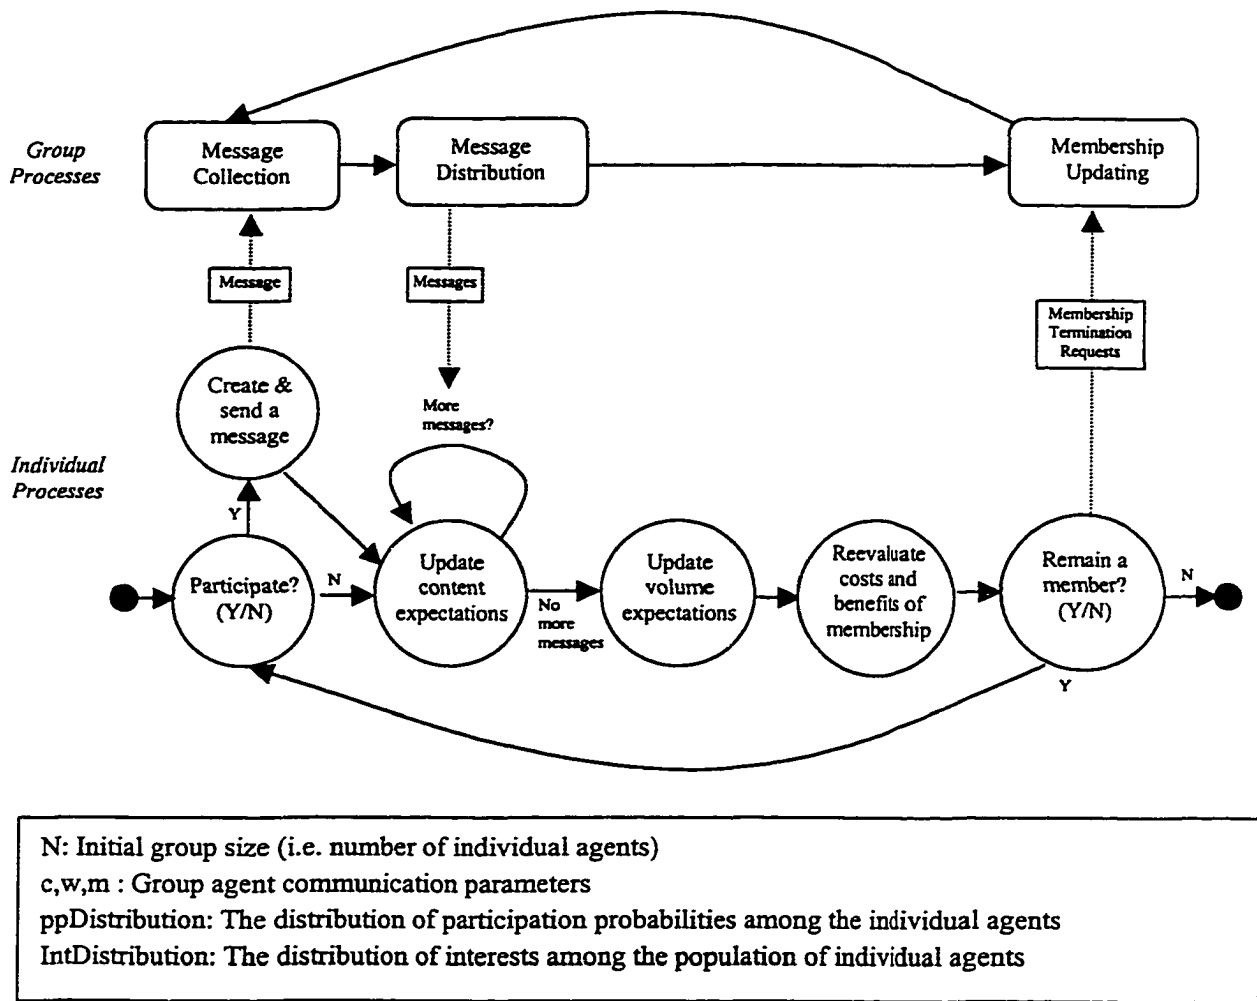 Group
Processes
Message
Collection
Message
Distribution
Membership
Updating
Message
Messages
Membership
Termination
Requests
Create &
send a
message
More
messages?
Individual
Processes
Y
Participate?
(Y/N)
N
Update
content
expectations
No
more
messages
Update
volume
expectations
Reevaluate
costs and
benefits of
membership
Remain a
member?
(Y/N)
N
Y
N: Initial group size (i.e. number of individual agents)
c,w,m : Group agent communication parameters
ppDistribution: The distribution of participation probabilities among the individual agents
IntDistribution: The distribution of interests among the population of individual agents